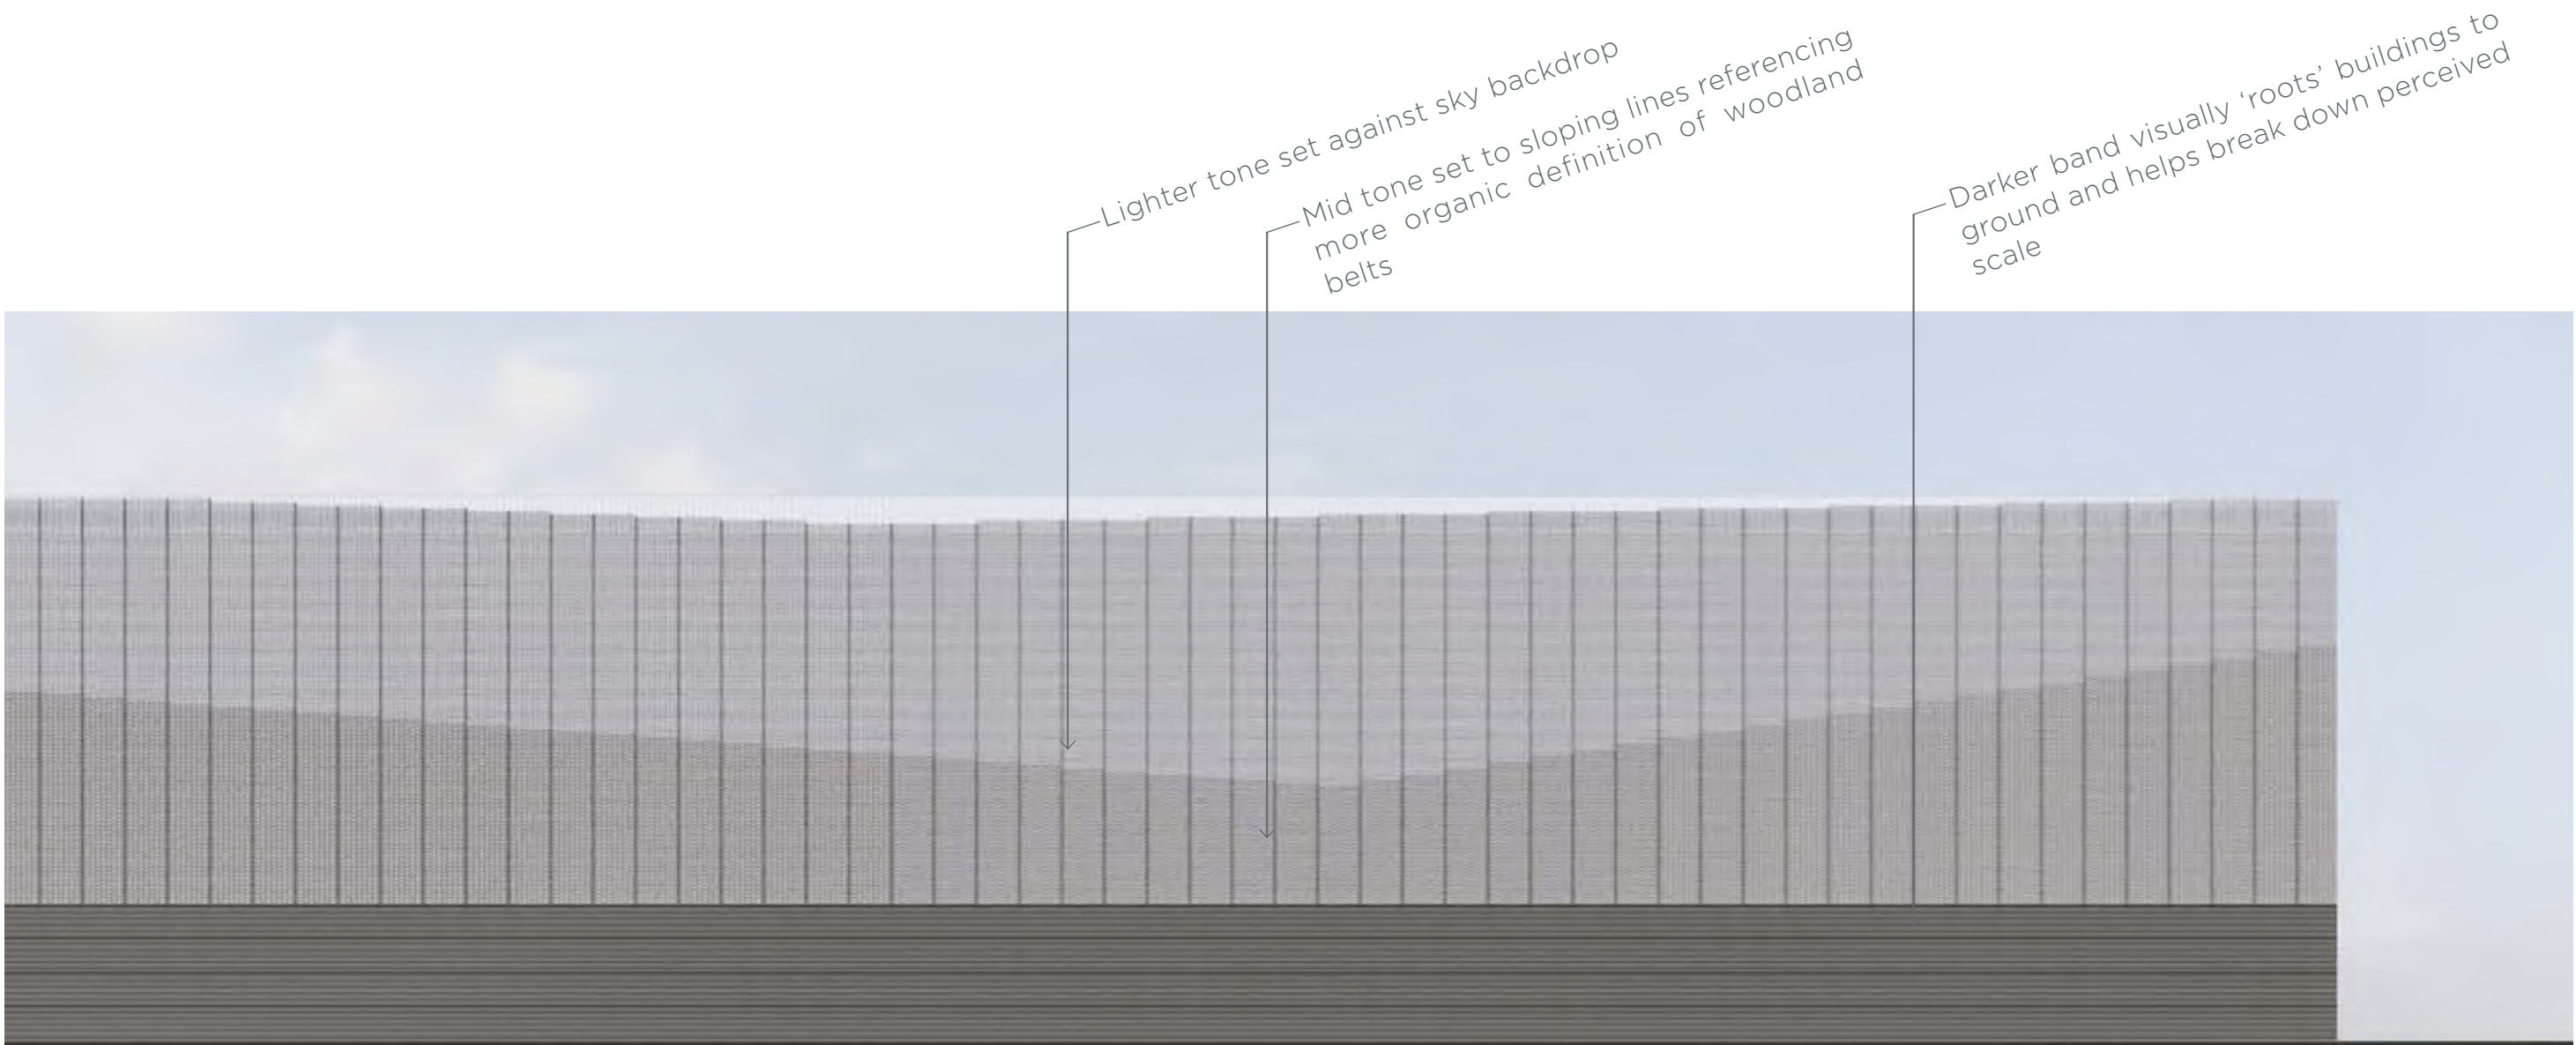 Lighter tone set against sky backdrop
Mid tone set to sloping lines referencing
more organic definition of woodland
belts
Darker band visually ‘roots’ buildings to
ground and helps break down perceived
scale